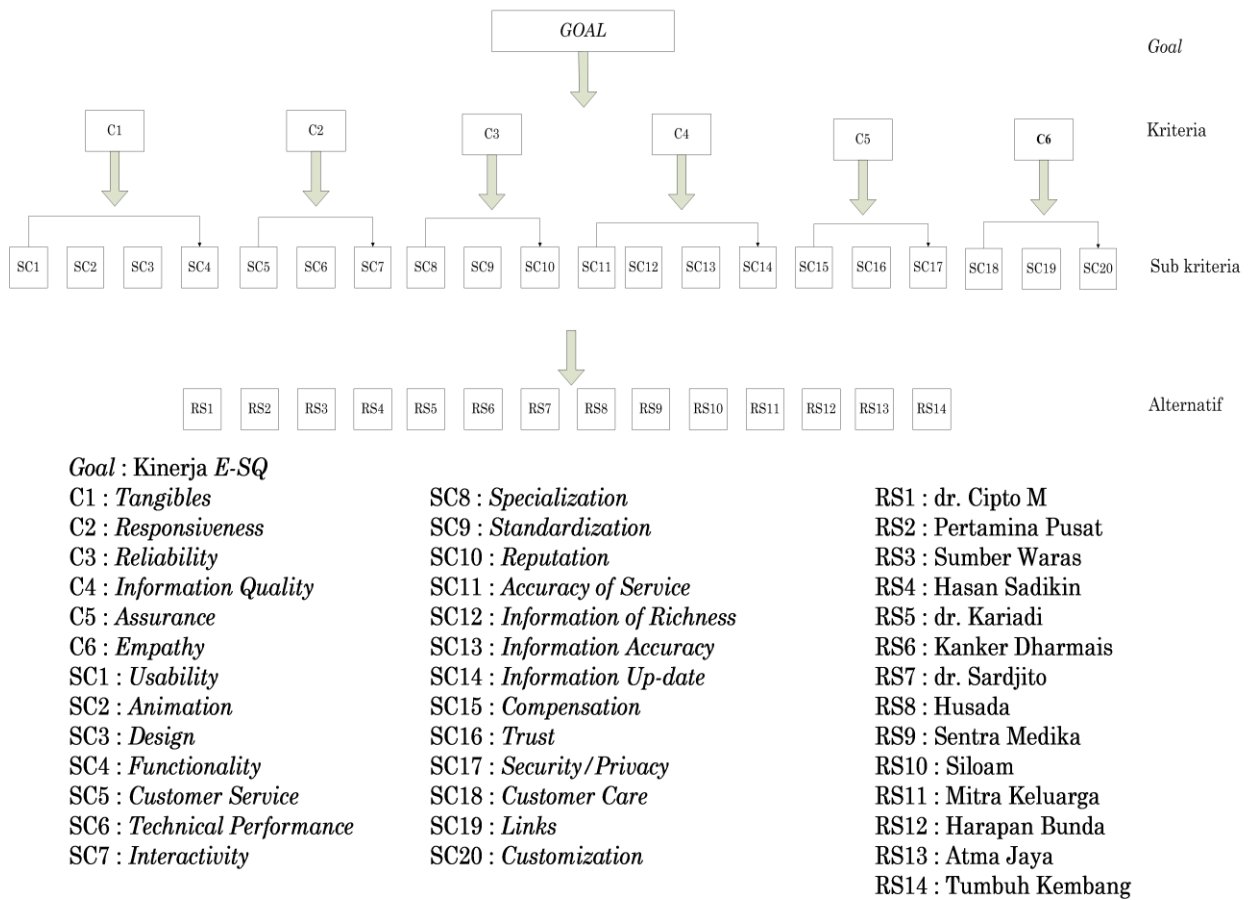 GOAL
Goal
C1 C2 C3 C4 C5 C6
Kriteria
SC1 SC2 SC3 SC4 SC5 SC6 SC7 SC8 SC9 SC10 SC11 SC12 SC13 SC14 SC15 SC16 SC17 SC18 SC19 SC20
Sub kriteria
RS1 RS2 RS3 RS4 RS5 RS6 RS7 RS8 RS9 RS10 RS11 RS12 RS13 RS14
Alternatif
Goal : Kinerja E-SQ
C1 : Tangibles
C2 : Responsiveness
C3 : Reliability
C4 : Information Quality
C5 : Assurance
C6 : Empathy
SC1 : Usability
SC2 : Animation
SC3 : Design
SC4 : Functionality
SC5 : Customer Service
SC6 : Technical Performance
SC7 : Interactivity
SC8 : Specialization
SC9 : Standardization
SC10 : Reputation
SC11 : Accuracy of Service
SC12 : Information of Richness
SC13 : Information Accuracy
SC14 : Information Up-date
SC15 : Compensation
SC16 : Trust
SC17 : Security/Privacy
SC18 : Customer Care
SC19 : Links
SC20 : Customization
RS1 : dr. Cipto M
RS2 : Pertamina Pusat
RS3 : Sumber Waras
RS4 : Hasan Sadikin
RS5 : dr. Kariadi
RS6 : Kanker Dharmais
RS7 : dr. Sardjito
RS8 : Husada
RS9 : Sentra Medika
RS10 : Siloam
RS11 : Mitra Keluarga
RS12 : Harapan Bunda
RS13 : Atma Jaya
RS14 : Tumbuh Kembang